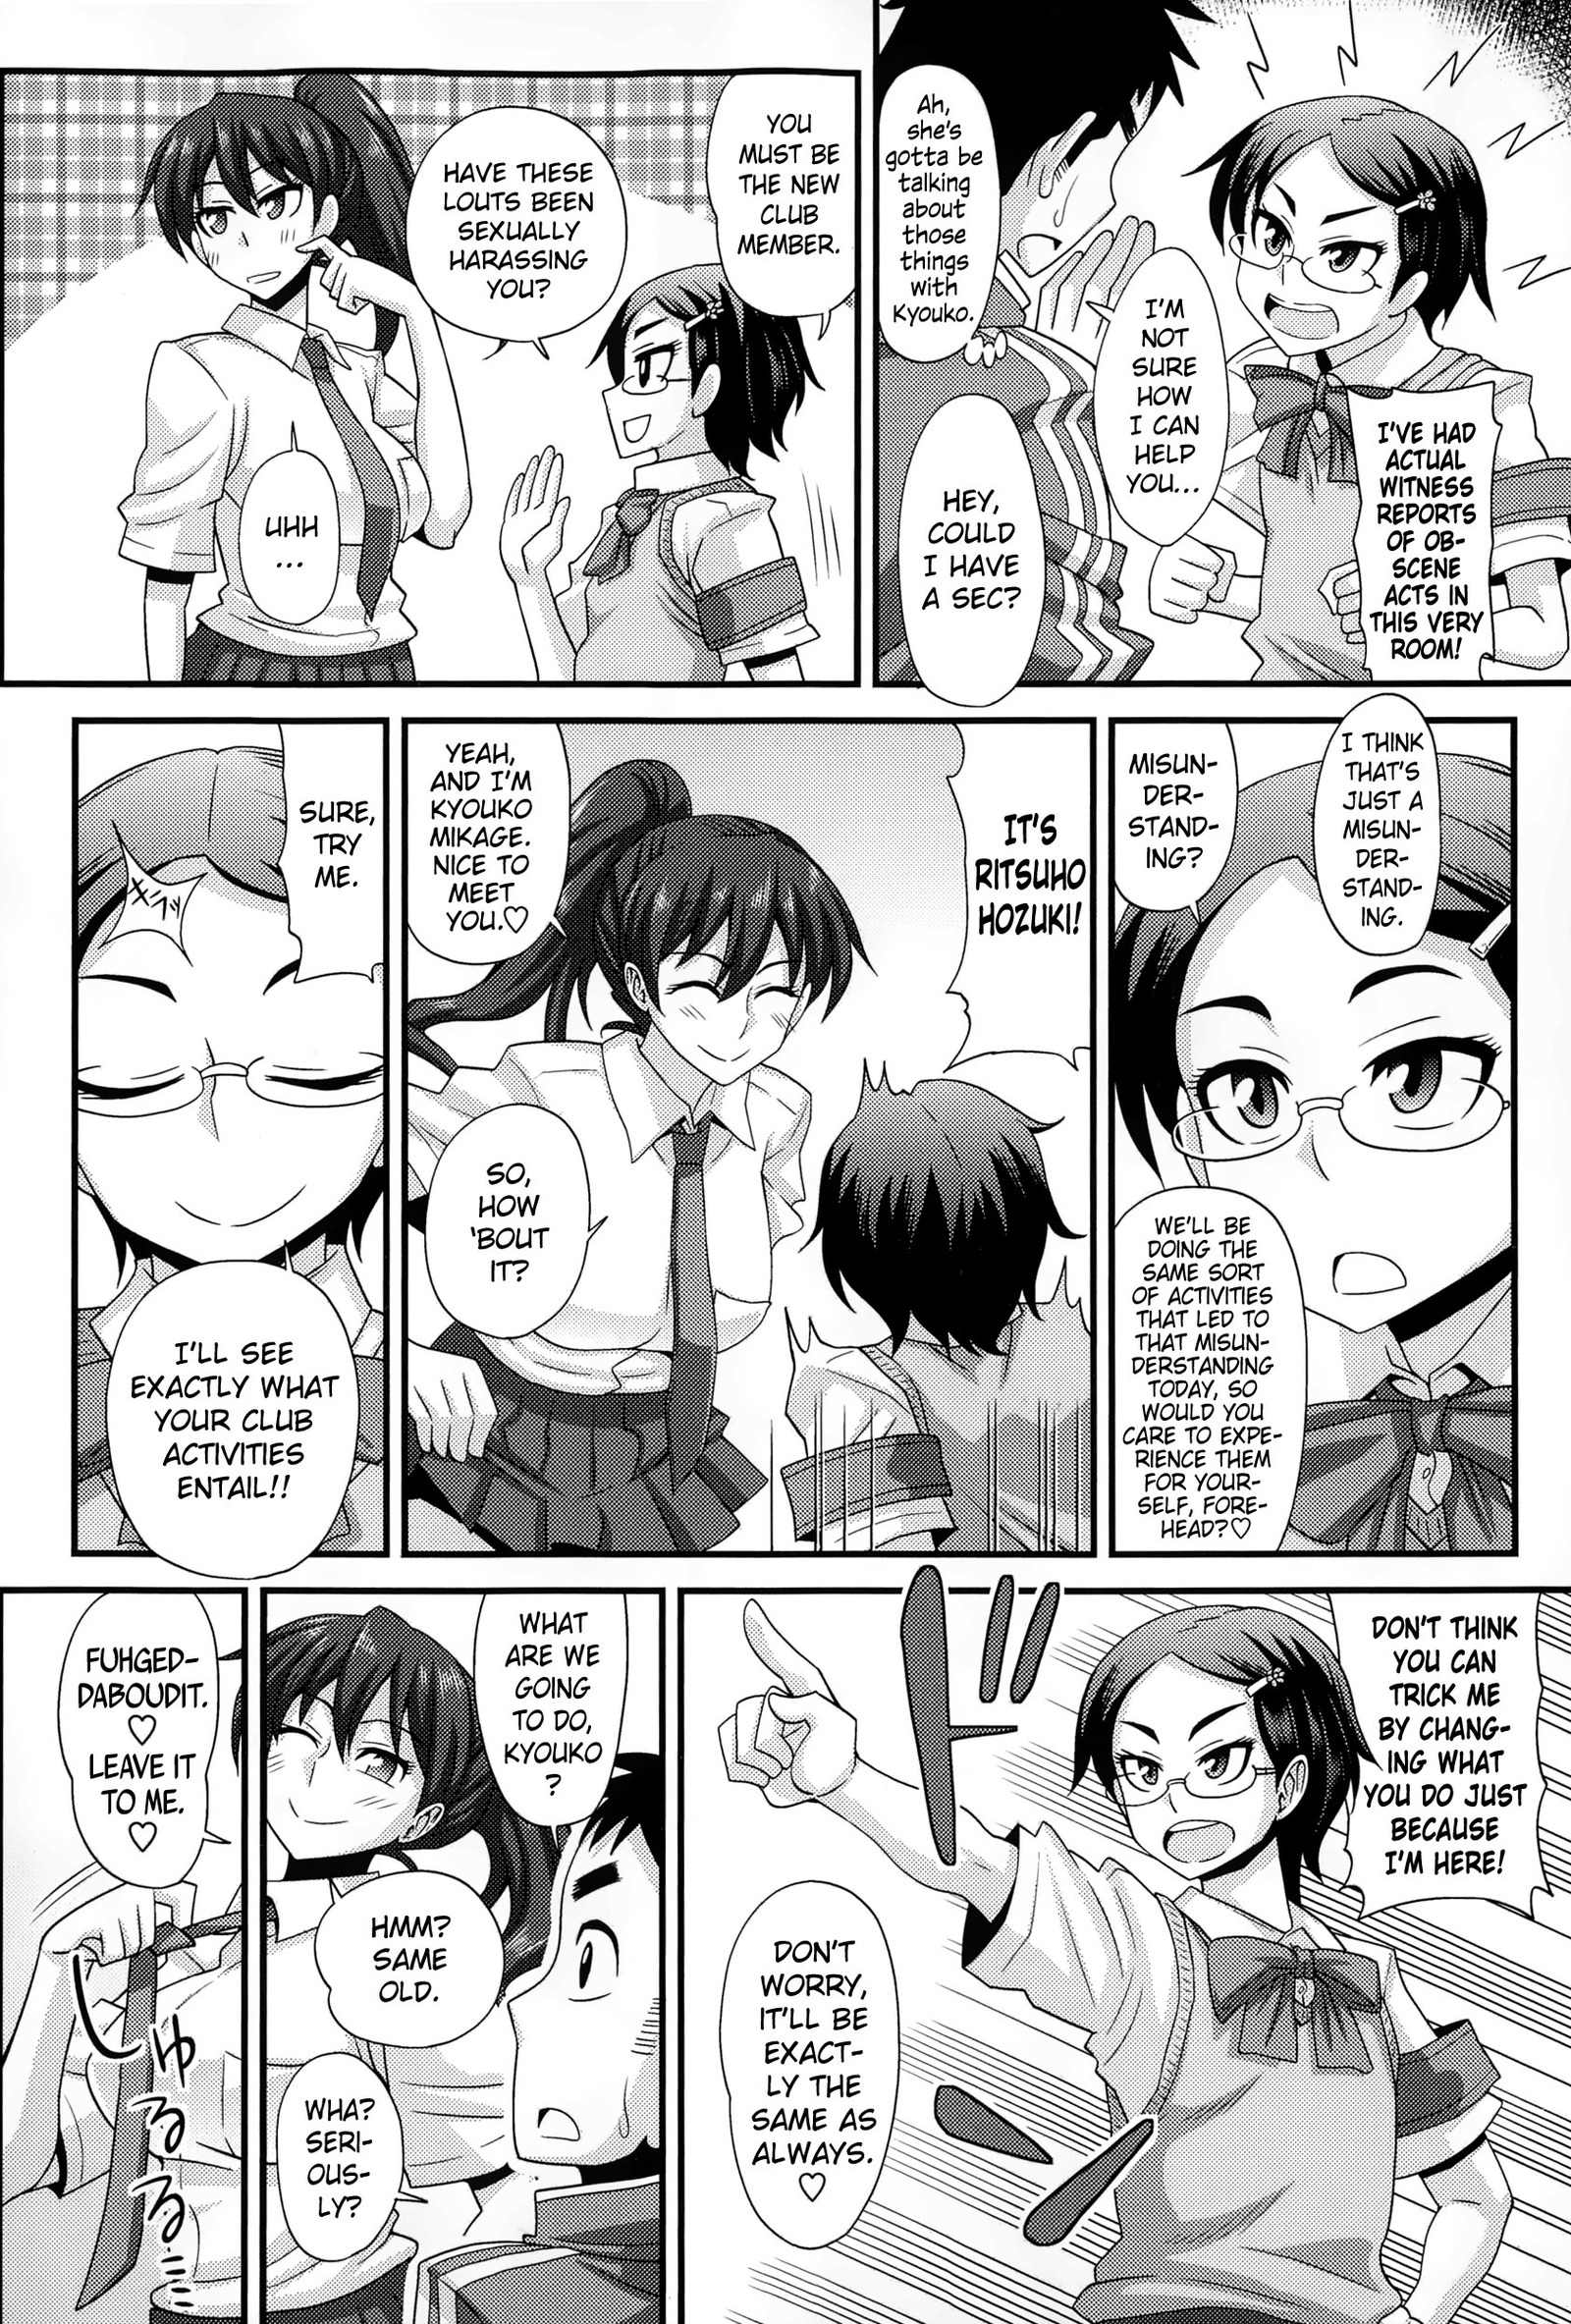 I'VE HAD
ACTUAL
WITNESS
REPORTS
OF OB-
SCENE
ACTS IN
THIS VERY
ROOM!
I'M
NOT
SURE
HOW
I CAN
HELP
YOU...
Ah,
she's
gotta be
talking
about
those
things
with
Kyouko.
HEY,
COULD
I HAVE
A SEC?
YOU
MUST BE
THE NEW
CLUB
MEMBER.
HAVE THESE
LOUTS BEEN
SEXUALLY
HARASSING
YOU?
UHH
...
I THINK
THAT'S
JUST A
MISUN-
DER-
STAND-
ING.
MISUN-
DER-
STAND-
ING?
WE'LL BE
DOING THE
SAME SORT
OF ACTIVITIES
THAT LED TO
THAT MISUN-
DERSTANDING
TODAY, SO
WOULD YOU
CARE TO EXPE-
RIENCE THEM
FOR YOUR-
SELF, FORE-
HEAD?♡
IT'S
RITSUHO
HOZUKI!
YEAH,
AND I'M
KYOUKO
MIKAGE.
NICE TO
MEET
YOU.♡
SO,
HOW
'BOUT
IT?
SURE,
TRY
ME.
I'LL SEE
EXACTLY WHAT
YOUR CLUB
ACTIVITIES
ENTAIL!!
DON'T THINK
YOU CAN
TRICK ME
BY CHANG-
ING WHAT
YOU DO JUST
BECAUSE
I'M HERE!
DON'T
WORRY,
IT'LL BE
EXACT-
LY THE
SAME AS
ALWAYS.
♡
WHAT
ARE WE
GOING
TO DO,
KYOUKO
?
HMM?
SAME
OLD.
WHA?
SERI-
OUS-
LY?
FUHGED-
DABOUDIT.
♡
LEAVE IT
TO ME.
♡
しゅるるる